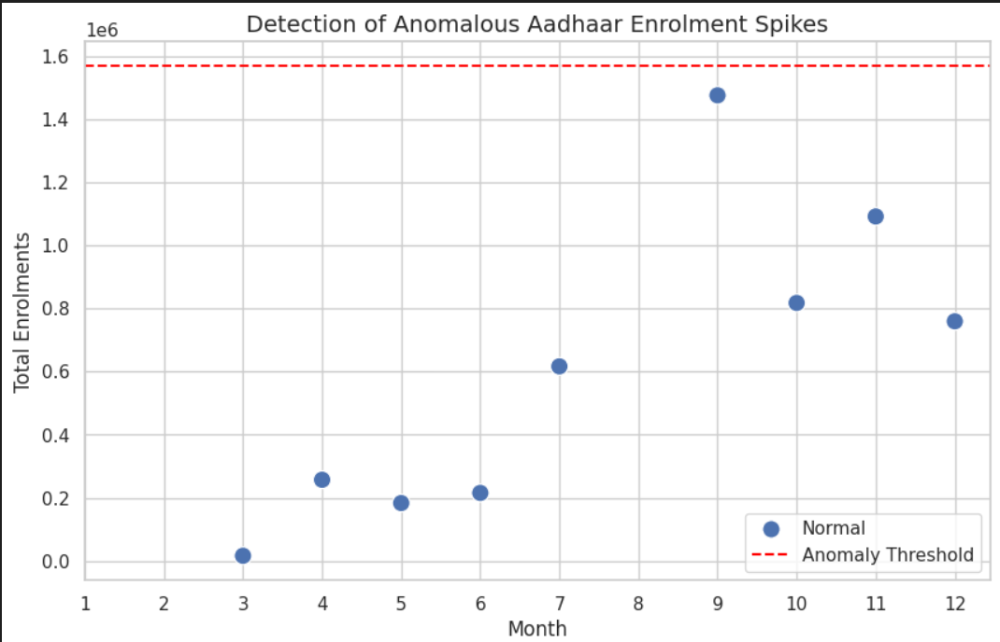 Detection of Anomalous Aadhaar Enrolment Spikes
1e6
1.6
1.4
1.2
1.0
0.8
0.6
0.4
0.2
0.0
Total Enrolments
Normal
Anomaly Threshold
1 2 3 4 5 6 7 8 9 10 11 12
Month